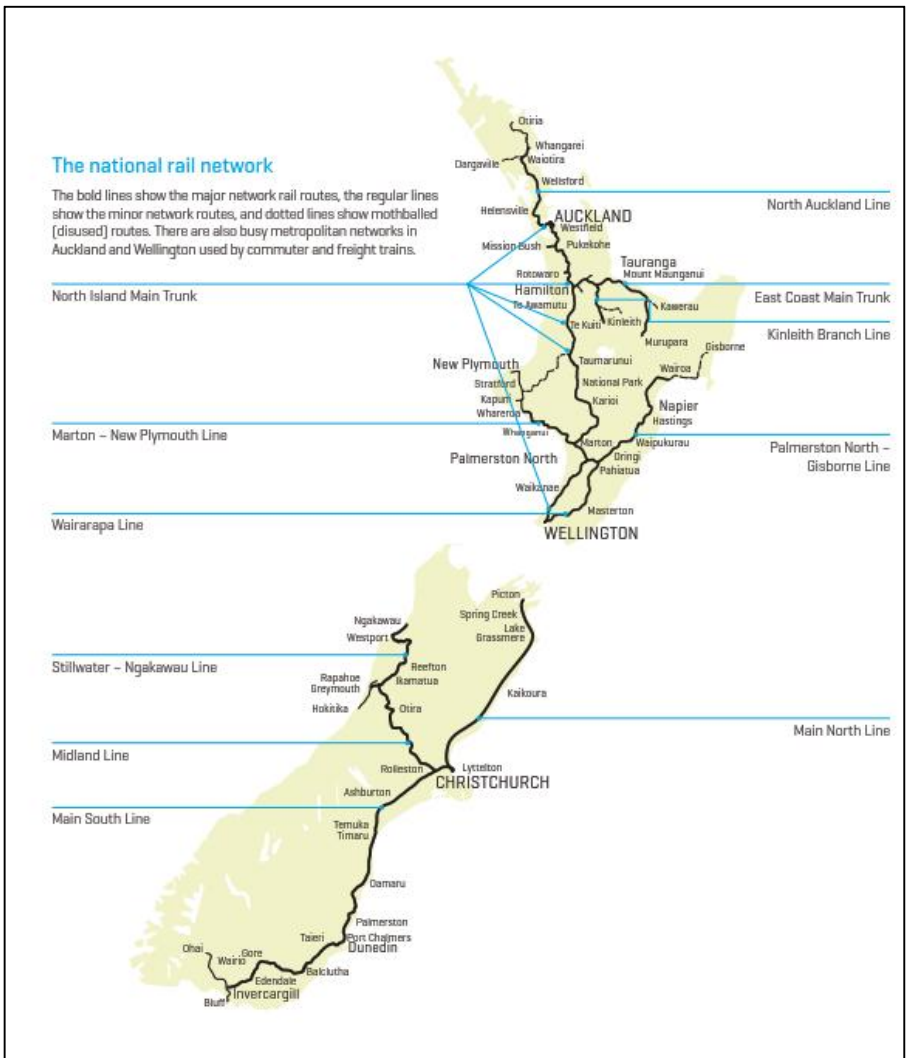 Otiria
Whangarei
Dargaville
Waiotira
Wellsford
The national rail network
The bold lines show the major network rail routes, the regular lines
show the minor network routes, and dotted lines show mothballed
(disused) routes. There are also busy metropolitan networks in
Auckland and Wellington used by commuter and freight trains.
North Auckland Line
Helensville
AUCKLAND
Westfield
Mission Bush
Pukekohe
Tauranga
Rotowaro
Mount Maunganui
North Island Main Trunk
Hamilton
East Coast Main Trunk
Te Awamutu
Kawerau
Te Kuiti
Kinleith
Kinleith Branch Line
Murupara
Gisborne
New Plymouth
Taumarunui
Wairoa
Stratford
National Park
Kapuni
Karioi
Napier
Whareroa
Hastings
Marton – New Plymouth Line
Whanganui
Marton
Waipukurau
Palmerston North –
Gisborne Line
Palmerston North
Oringi
Pahiatua
Waikanae
Masterton
Wairarapa Line
WELLINGTON
Picton
Spring Creek
Lake
Grassmere
Ngakawau
Westport
Stillwater – Ngakawau Line
Reefton
Ikamatua
Rapahoe
Greymouth
Kaikoura
Hokitika
Otira
Main North Line
Midland Line
Rolleston
Lyttelton
CHRISTCHURCH
Ashburton
Main South Line
Temuka
Timaru
Oamaru
Palmerston
Port Chalmers
Taieri
Dunedin
Ohai
Gore
Wairio
Balclutha
Edendale
Invercargill
Bluff